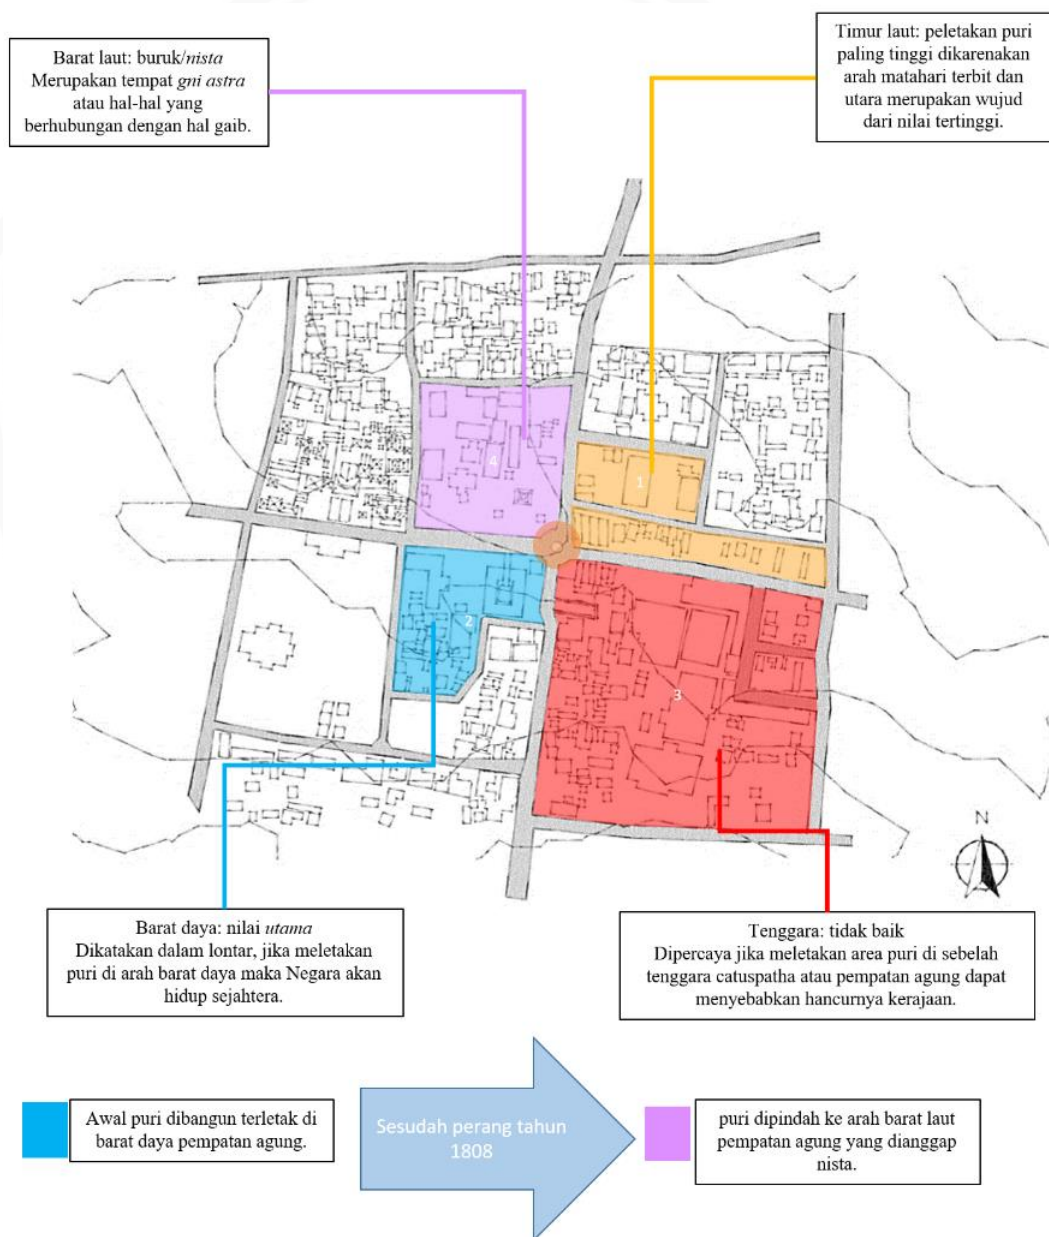 Barat laut: buruk/nista
Merupakan tempat gni astra
atau hal-hal yang
berhubungan dengan hal gaib.
Timur laut: peletakan puri
paling tinggi dikarenakan
arah matahari terbit dan
utara merupakan wujud
dari nilai tertinggi.
4
1
2
3
N
Barat daya: nilai utama
Dikatakan dalam lontar, jika meletakan
puri di arah barat daya maka Negara akan
hidup sejahtera.
Tenggara: tidak baik
Dipercaya jika meletakan area puri di sebelah
tenggara catuspatha atau pempatan agung dapat
menyebabkan hancurnya kerajaan.
Awal puri dibangun terletak di
barat daya pempatan agung.
Sesudah perang tahun
1808
puri dipindah ke arah barat laut
pempatan agung yang dianggap
nista.